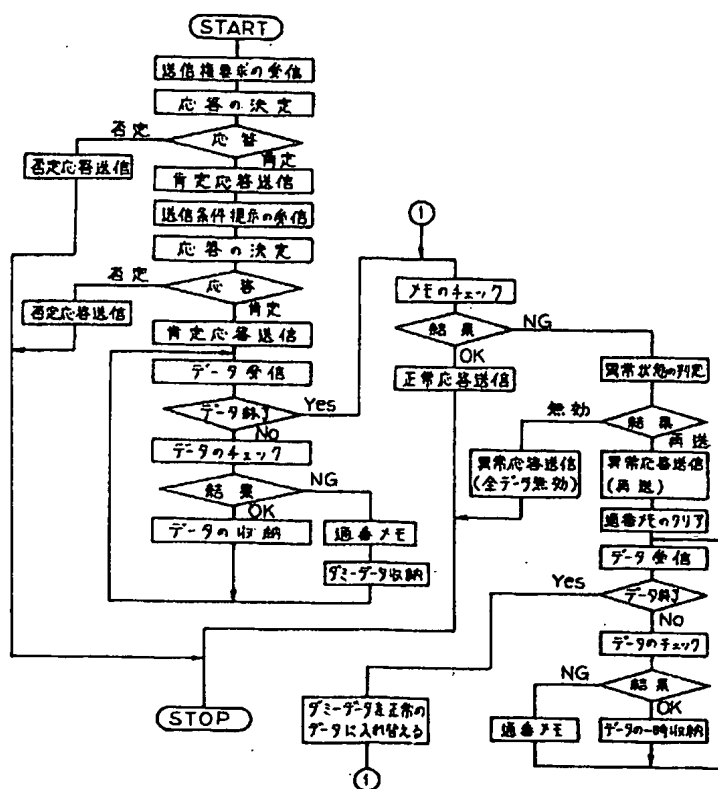 START
送信権要求の受信
応答の決定
否定
応答
肯定
否定応答送信
肯定応答送信
送信条件提示の受信
応答の決定
否定
応答
肯定
否定応答送信
肯定応答送信
データ受信
データ終了
Yes
No
データのチェック
結果
NG
OK
データの収納
通番メモ
ダミーデータ収納
STOP
1
メモのチェック
結果
NG
OK
正常応答送信
異常状態の判定
無効
結果
再送
異常応答送信
(全データ無効)
異常応答送信
(再送)
通番メモのクリア
データ受信
Yes
データ終了
No
データのチェック
NG
結果
OK
ダミーデータを正常の
データに入れ替える
通番メモ
データの一時収納
1